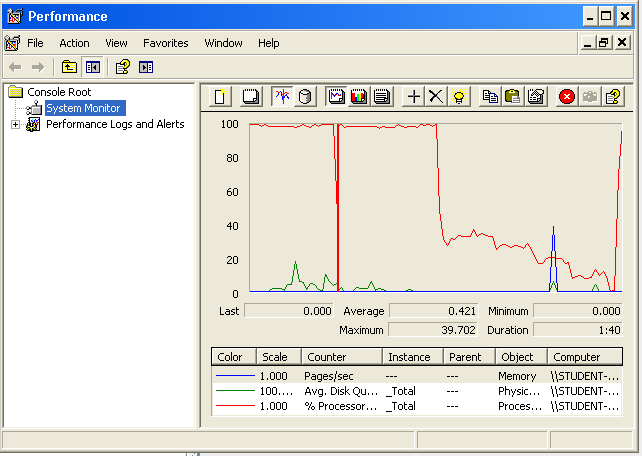 Performance
File Action View Favorites Window Help
Console Root
System Monitor
Performance Logs and Alerts
100
80
60
40
20
0
Last 0.000 Average 0.421 Minimum 0.000
Maximum 39.702 Duration 1:40
Color Scale Counter Instance Parent Object Computer
1.000 Pages/sec --- --- Memory \\STUDENT-...
100.... Avg. Disk Qu... _Total --- Physic... \\STUDENT-...
1.000 % Processor... _Total --- Proces... \\STUDENT-...